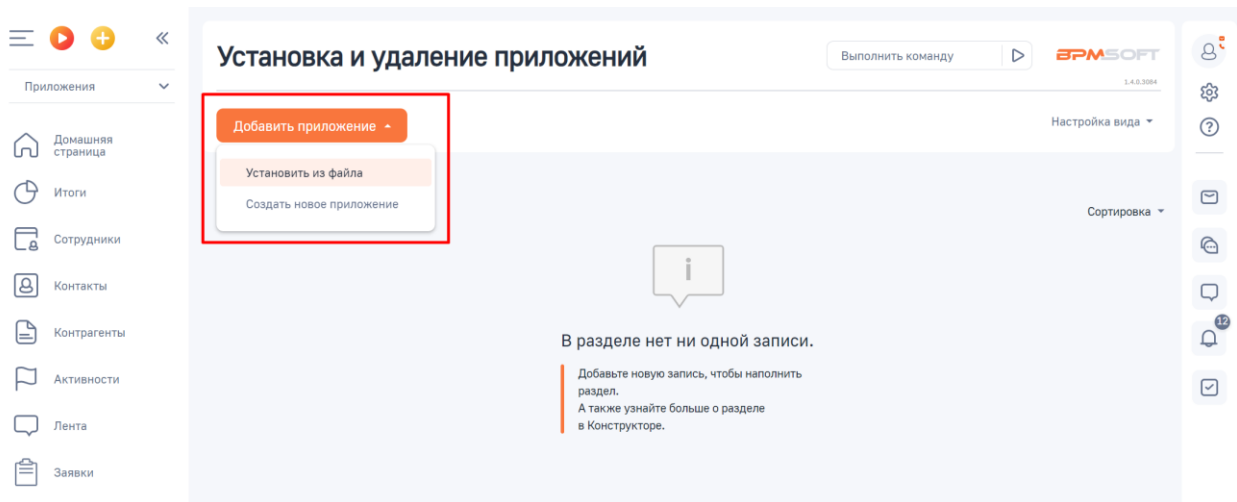 Приложения
Домашняя
страница
Итоги
Сотрудники
Контакты
Контрагенты
Активности
Лента
Заявки
Установка и удаление приложений
Выполнить команду
BPMSOFT
1.4.0.3084
Добавить приложение
Настройка вида
Установить из файла
Создать новое приложение
Сортировка
i
В разделе нет ни одной записи.
Добавьте новую запись, чтобы наполнить
раздел.
А также узнайте больше о разделе
в Конструкторе.
12